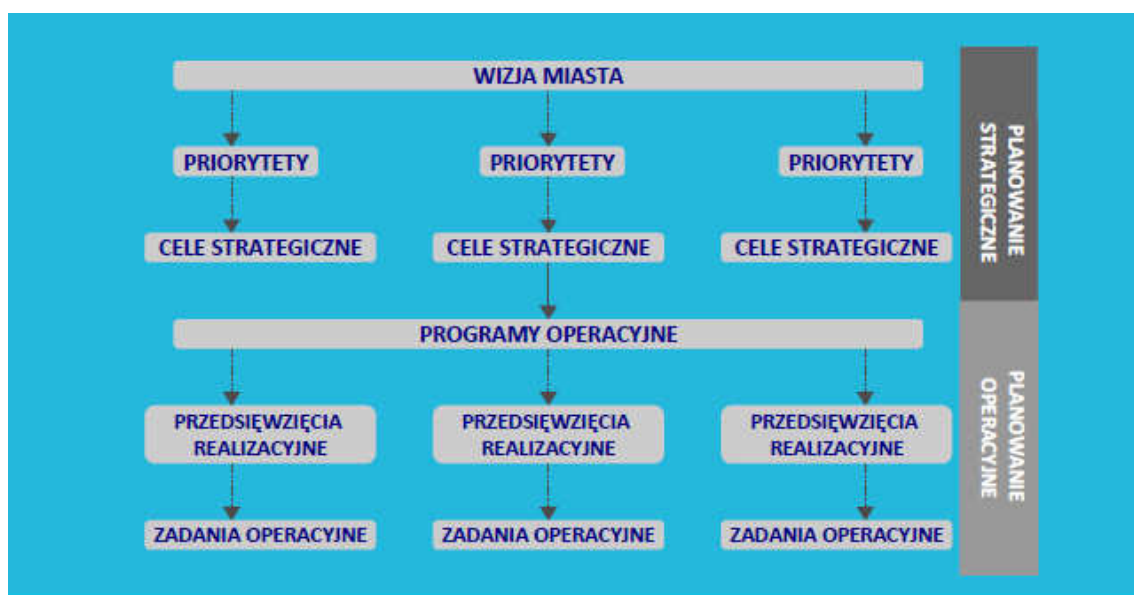 WIZJA MIASTA
PRIORYTETY
PRIORYTETY
PRIORYTETY
CELE STRATEGICZNE
CELE STRATEGICZNE
CELE STRATEGICZNE
PLANOWANIE
STRATEGICZNE
PROGRAMY OPERACYJNE
PRZEDSIĘWZIĘCIA
REALIZACYJNE
PRZEDSIĘWZIĘCIA
REALIZACYJNE
PRZEDSIĘWZIĘCIA
REALIZACYJNE
ZADANIA OPERACYJNE
ZADANIA OPERACYJNE
ZADANIA OPERACYJNE
PLANOWANIE
OPERACYJNE